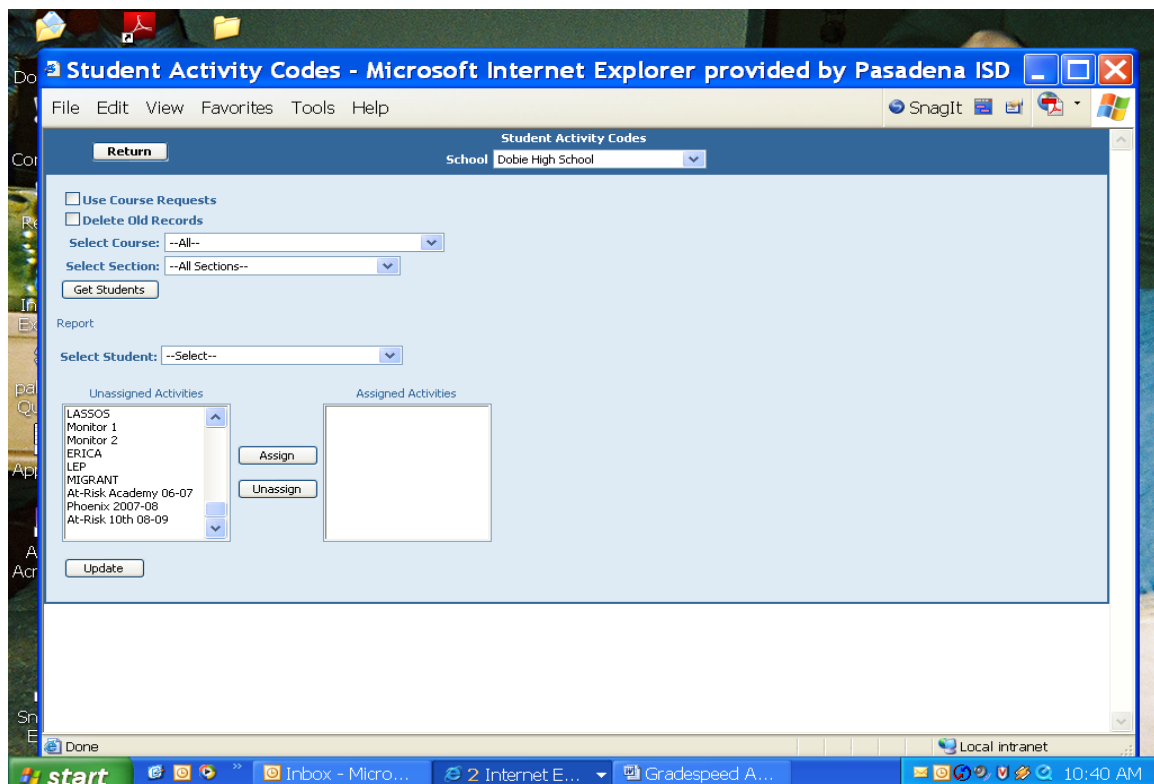 Student Activity Codes - Microsoft Internet Explorer provided by Pasadena ISD
File Edit View Favorites Tools Help
SnagIt
Return
Student Activity Codes
School Dobie High School
Use Course Requests
Delete Old Records
Select Course: --All--
Select Section: --All Sections--
Get Students
Report
Select Student: --Select--
Unassigned Activities Assigned Activities
LASSOS
Monitor 1
Monitor 2
ERICA
LEP
MIGRANT
At-Risk Academy 06-07
Phoenix 2007-08
At-Risk 10th 08-09
Assign
Unassign
Update
Done Local intranet
start Inbox - Micro... 2 Internet E... Gradespeed A... 10:40 AM